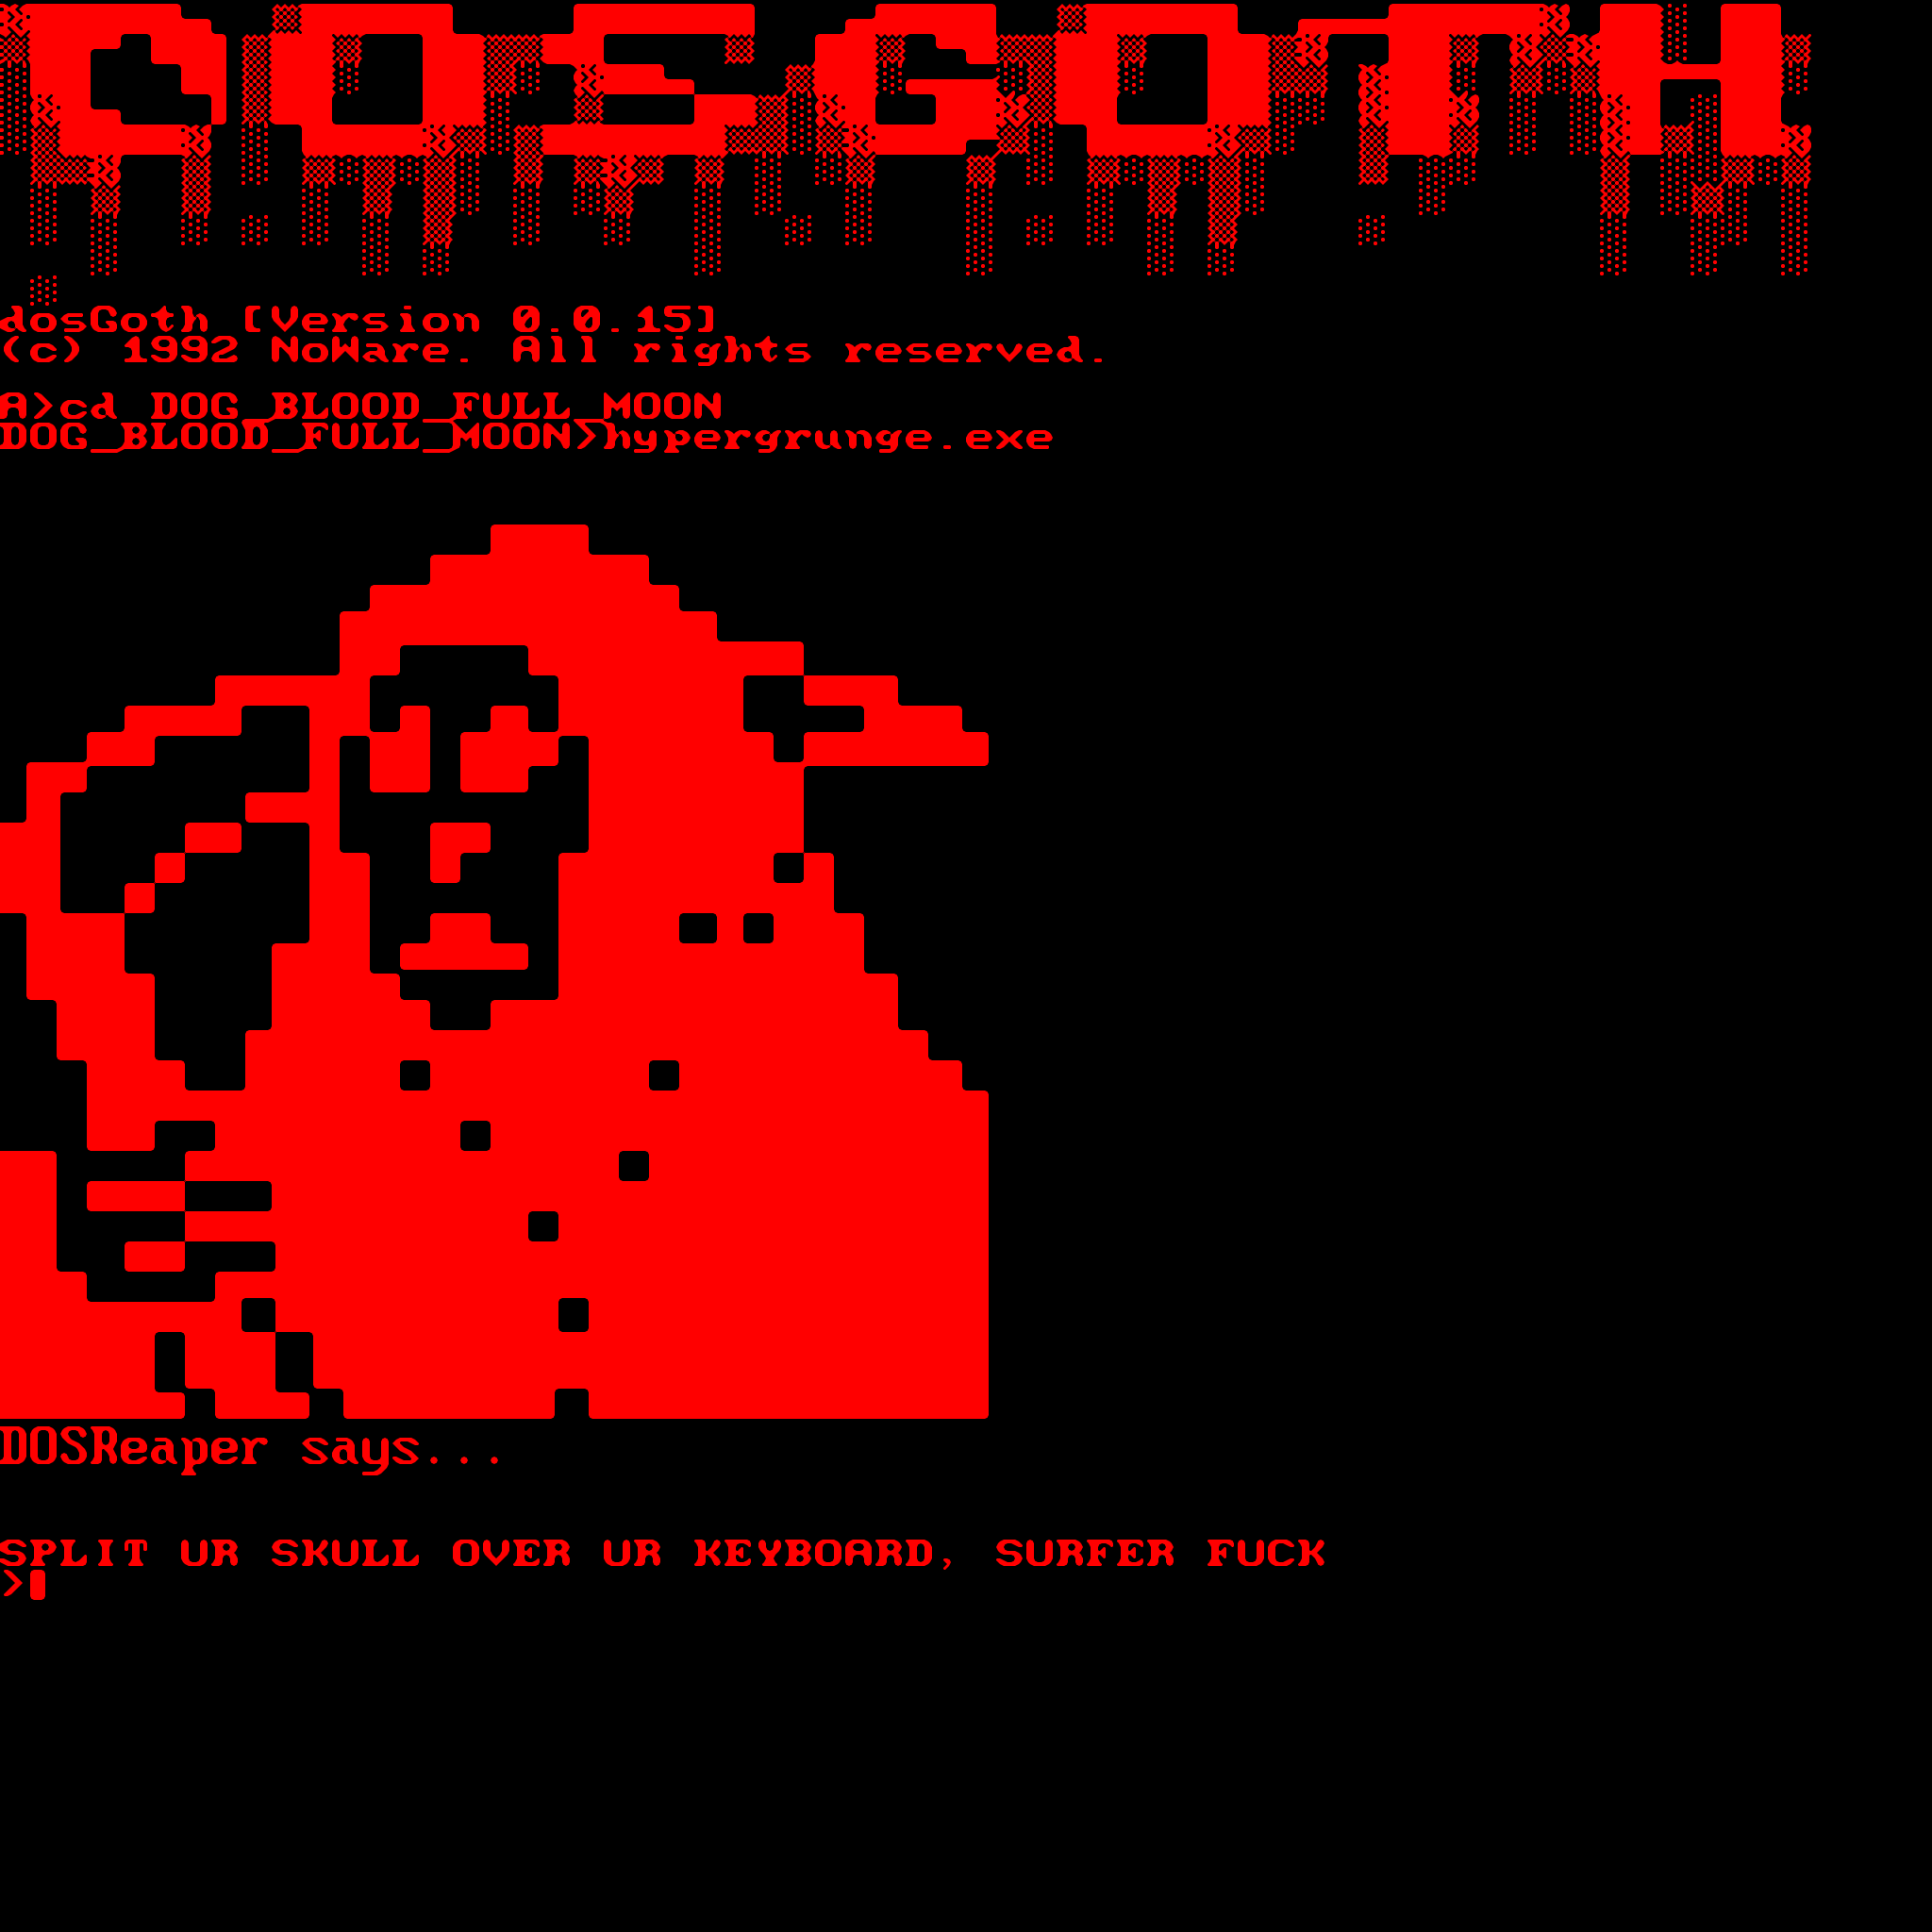 DOSGOTH
dosGoth [Version 0.0.15]
(c) 1992 NoWare. All rights reserved.
A>cd DOG_BLOOD_FULL_MOON
DOG_BLOOD_FULL_MOON>hypergrunge.exe
DOSReaper says...
SPLIT UR SKULL OVER UR KEYBOARD, SURFER FUCK
>